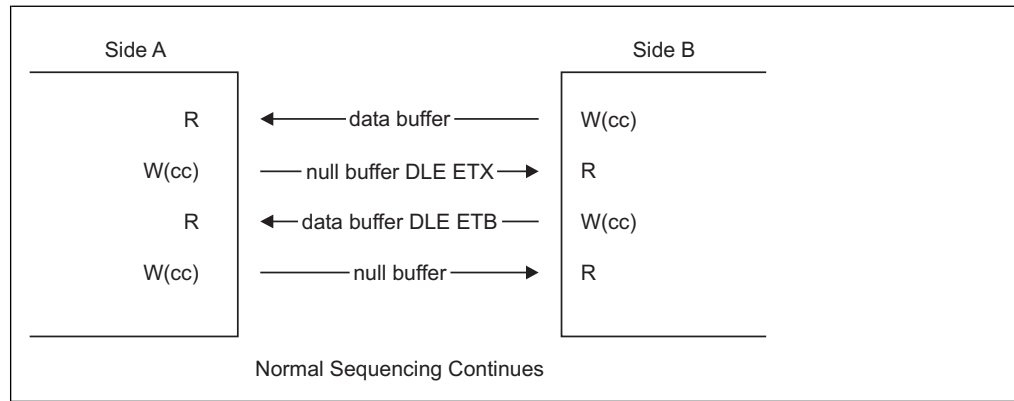 Side A Side B
R data buffer W(cc)
W(cc) null buffer DLE ETX R
R data buffer DLE ETB W(cc)
W(cc) null buffer R
Normal Sequencing Continues